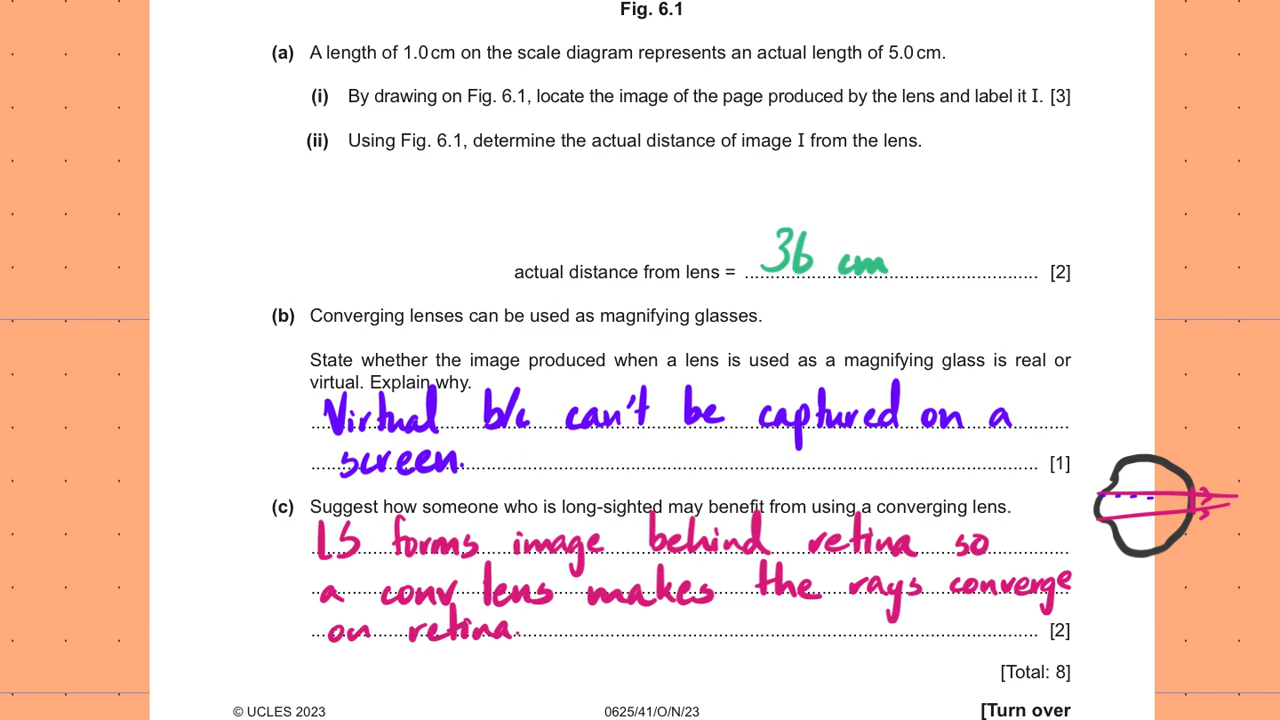 Fig. 6.1
(a) A length of 1.0 cm on the scale diagram represents an actual length of 5.0 cm.
(i) By drawing on Fig. 6.1, locate the image of the page produced by the lens and label it I. [3]
(ii) Using Fig. 6.1, determine the actual distance of image I from the lens.
actual distance from lens = 36 cm [2]
(b) Converging lenses can be used as magnifying glasses.
State whether the image produced when a lens is used as a magnifying glass is real or
virtual. Explain why.
Virtual b/c can't be captured on a
screen. [1]
(c) Suggest how someone who is long-sighted may benefit from using a converging lens.
LS forms image behind retina so
a conv lens makes the rays converge
on retina. [2]
[Total: 8]
© UCLES 2023 0625/41/O/N/23 [Turn over